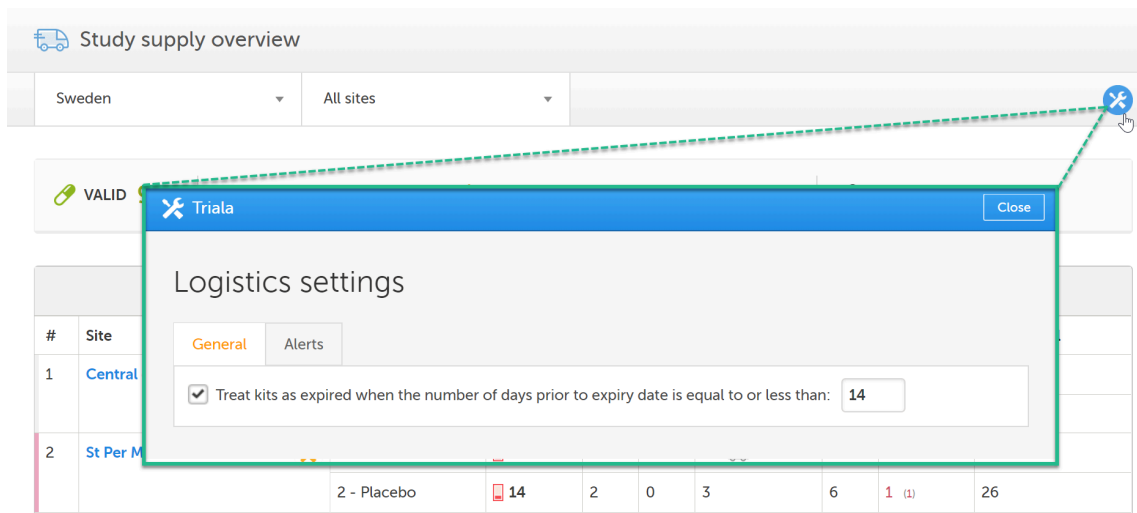 Study supply overview
Sweden All sites
VALID
Triala Close
Logistics settings
# Site
General Alerts
1 Central
Treat kits as expired when the number of days prior to expiry date is equal to or less than: 14
2 St Per M
2 - Placebo 14 2 0 3 6 1 (1) 26